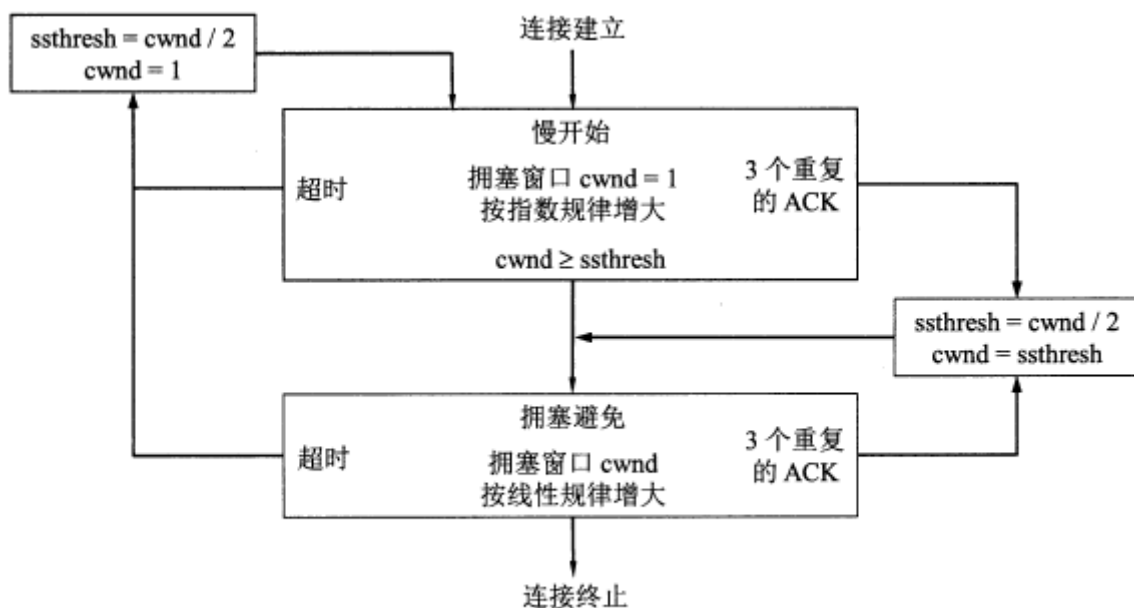 连接建立
ssthresh = cwnd / 2
cwnd = 1
慢开始
超时
拥塞窗口 cwnd = 1
按指数规律增大
3 个重复
的 ACK
cwnd ≥ ssthresh
ssthresh = cwnd / 2
cwnd = ssthresh
拥塞避免
超时
拥塞窗口 cwnd
按线性规律增大
3 个重复
的 ACK
连接终止